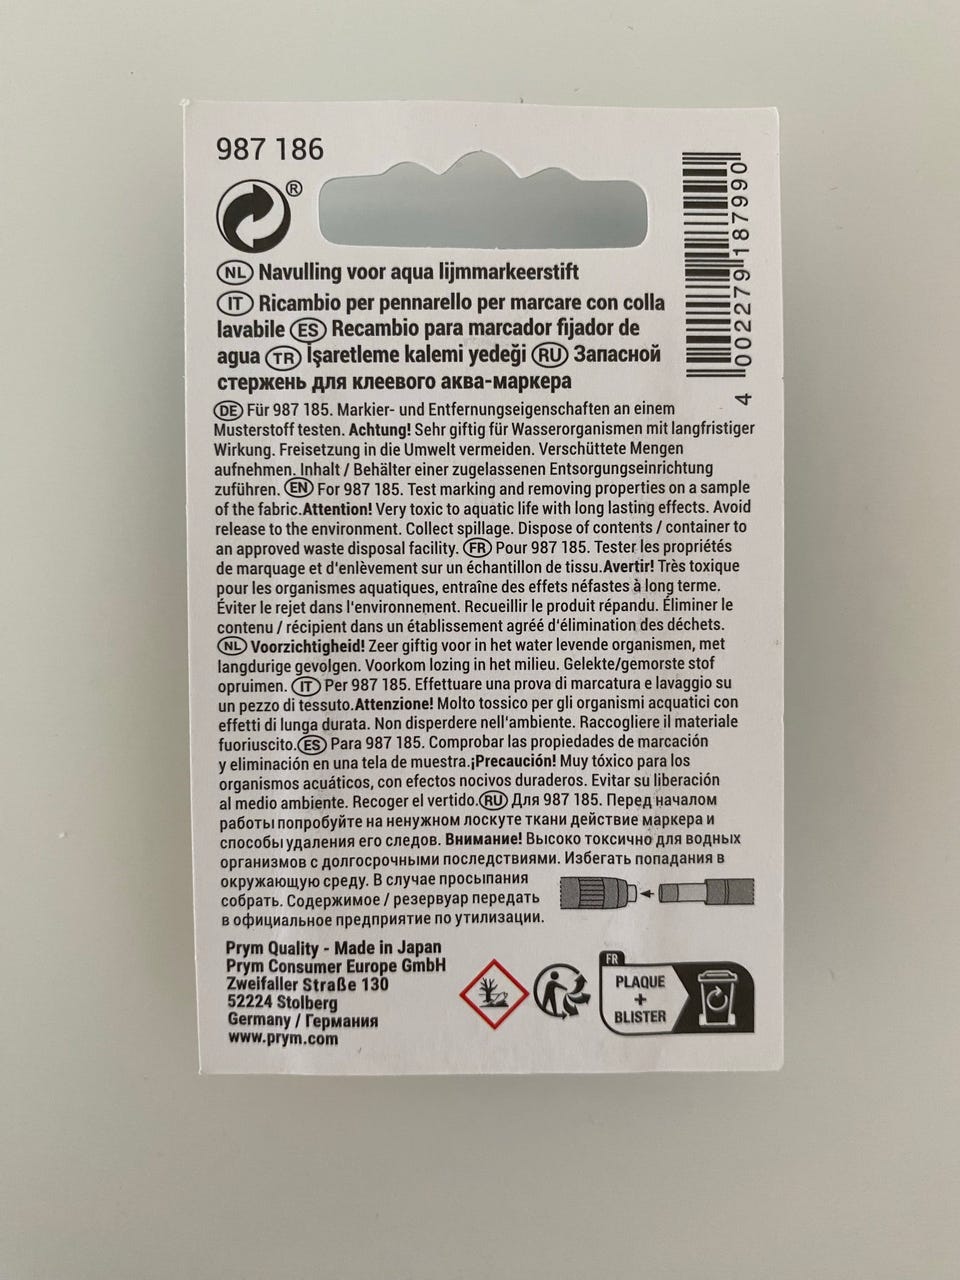 987 186
®
NL Navulling voor aqua lijmmarkeerstift
IT Ricambio per pennarello per marcare con colla
lavabile ES Recambio para marcador fijador de
agua TR İşaretleme kalemi yedeği RU Запасной
стержень для клеевого аква-маркера
4 002279 187990
DE Für 987 185. Markier- und Entfernungseigenschaften an einem
Musterstoff testen. Achtung! Sehr giftig für Wasserorganismen mit langfristiger
Wirkung. Freisetzung in die Umwelt vermeiden. Verschüttete Mengen
aufnehmen. Inhalt / Behälter einer zugelassenen Entsorgungseinrichtung
zuführen. EN For 987 185. Test marking and removing properties on a sample
of the fabric.Attention! Very toxic to aquatic life with long lasting effects. Avoid
release to the environment. Collect spillage. Dispose of contents / container to
an approved waste disposal facility. FR Pour 987 185. Tester les propriétés
de marquage et d'enlèvement sur un échantillon de tissu.Avertir! Très toxique
pour les organismes aquatiques, entraîne des effets néfastes à long terme.
Éviter le rejet dans l'environnement. Recueillir le produit répandu. Éliminer le
contenu / récipient dans un établissement agréé d'élimination des déchets.
NL Voorzichtigheid! Zeer giftig voor in het water levende organismen, met
langdurige gevolgen. Voorkom lozing in het milieu. Gelekte/gemorste stof
opruimen. IT Per 987 185. Effettuare una prova di marcatura e lavaggio su
un pezzo di tessuto.Attenzione! Molto tossico per gli organismi acquatici con
effetti di lunga durata. Non disperdere nell'ambiente. Raccogliere il materiale
fuoriuscito.ES Para 987 185. Comprobar las propiedades de marcación
y eliminación en una tela de muestra.¡Precaución! Muy tóxico para los
organismos acuáticos, con efectos nocivos duraderos. Evitar su liberación
al medio ambiente. Recoger el vertido.RU Для 987 185. Перед началом
работы попробуйте на ненужном лоскуте ткани действие маркера и
способы удаления его следов. Внимание! Высоко токсично для водных
организмов с долгосрочными последствиями. Избегать попадания в
окружающую среду. В случае просыпания
собрать. Содержимое / резервуар передать
в официальное предприятие по утилизации.
Prym Quality - Made in Japan
Prym Consumer Europe GmbH
Zweifaller Straße 130
52224 Stolberg
Germany / Германия
www.prym.com
FR
PLAQUE
+
BLISTER